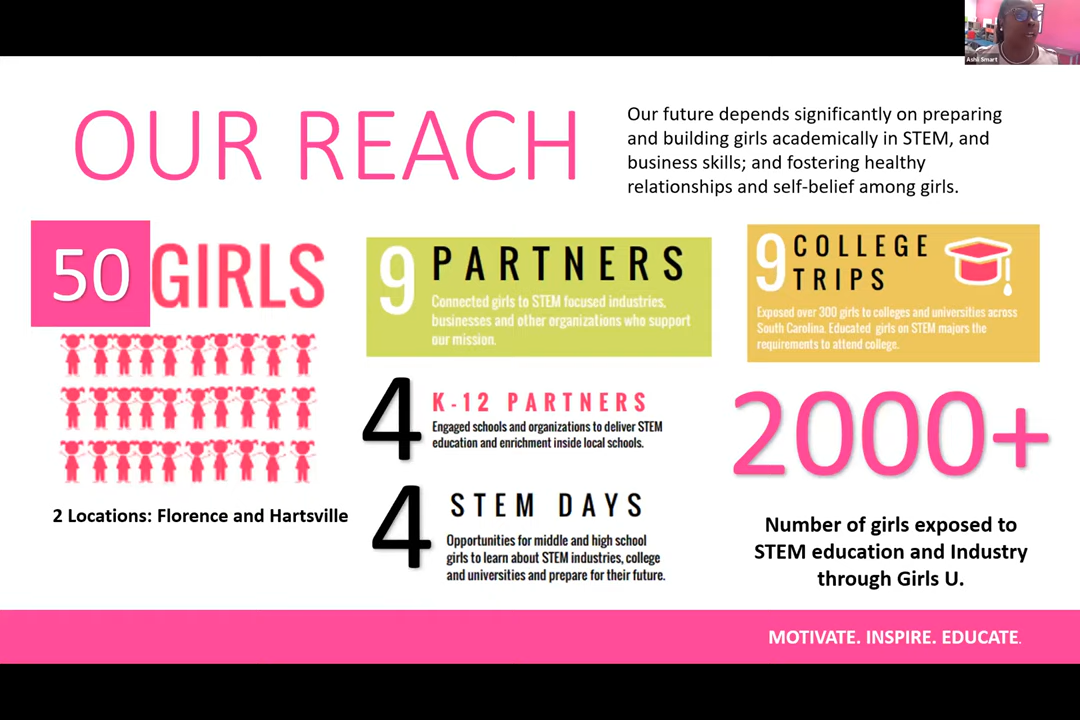 Ashli Smart
OUR REACH
Our future depends significantly on preparing
and building girls academically in STEM, and
business skills; and fostering healthy
relationships and self-belief among girls.
50 GIRLS
2 Locations: Florence and Hartsville
9 PARTNERS
Connected girls to STEM focused industries,
businesses and other organizations who support
our mission.
4 K-12 PARTNERS
Engaged schools and organizations to deliver STEM
education and enrichment inside local schools.
4 STEM DAYS
Opportunities for middle and high school
girls to learn about STEM industries, college
and universities and prepare for their future.
9 COLLEGE
TRIPS
Exposed over 300 girls to colleges and universities across
South Carolina. Educated girls on STEM majors the
requirements to attend college.
2000+
Number of girls exposed to
STEM education and Industry
through Girls U.
MOTIVATE. INSPIRE. EDUCATE.